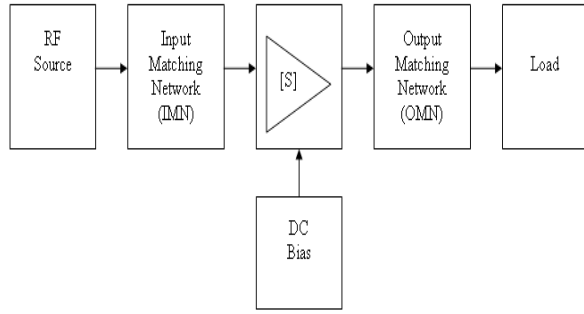 RF
Source
Input
Matching
Network
(IMN)
[S]
Output
Matching
Network
(OMN)
Load
DC
Bias